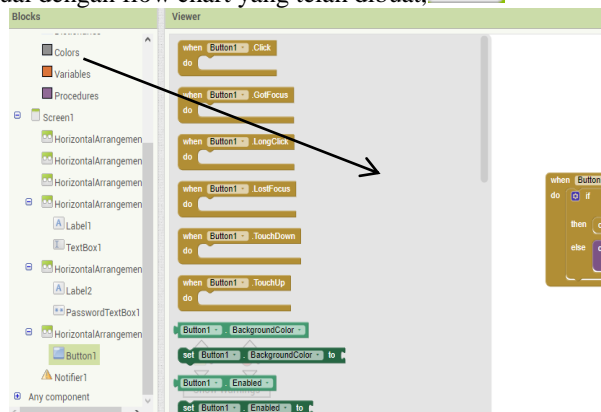 dengan flow chart yang telah dibuat,
Blocks
Viewer
Colors
Variables
Procedures
Screen1
HorizontalArrangemen
HorizontalArrangemen
HorizontalArrangemen
HorizontalArrangemen
Label1
TextBox1
HorizontalArrangemen
Label2
PasswordTextBox1
HorizontalArrangemen
Button1
Notifier1
Any component
when Button1 .Click
do
when Button1 .GotFocus
do
when Button1 .LongClick
do
when Button1 .LostFocus
do
when Button1 .TouchDown
do
when Button1 .TouchUp
do
Button1 . BackgroundColor
set Button1 . BackgroundColor to
Button1 . Enabled
Show Warnings
set Button1 . Enabled to
when Button
do if
then
else